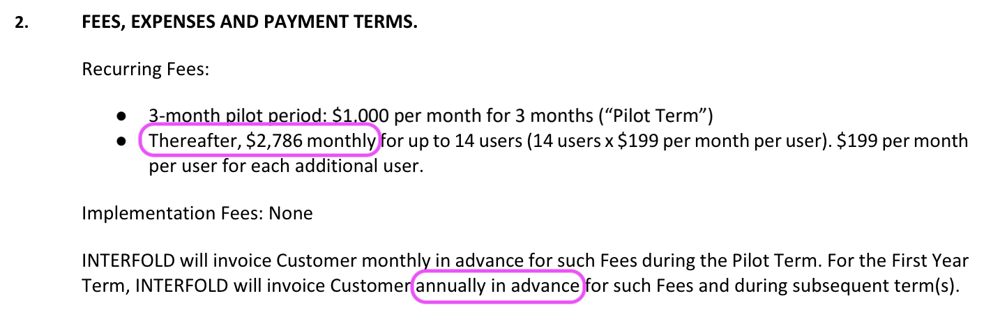 2. FEES, EXPENSES AND PAYMENT TERMS.
Recurring Fees:
● 3-month pilot period: $1,000 per month for 3 months (“Pilot Term”)
● Thereafter, $2,786 monthly for up to 14 users (14 users x $199 per month per user). $199 per month
per user for each additional user.
Implementation Fees: None
INTERFOLD will invoice Customer monthly in advance for such Fees during the Pilot Term. For the First Year
Term, INTERFOLD will invoice Customer annually in advance for such Fees and during subsequent term(s).